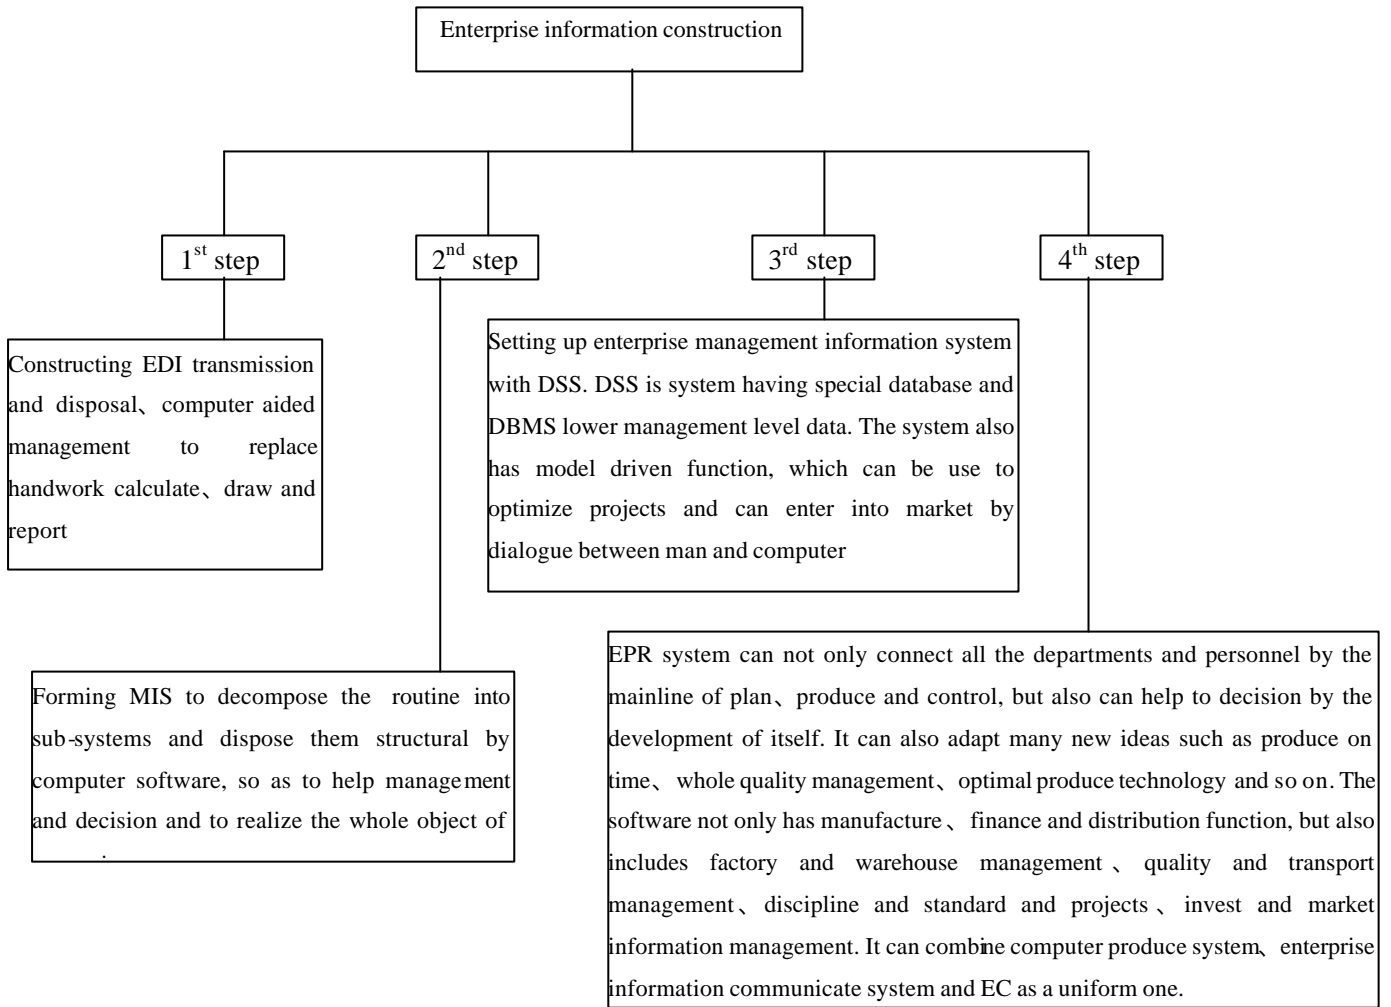 Enterprise information construction
1st step
2nd step
3rd step
4th step
Constructing EDI transmission
and disposal、computer aided
management to replace
handwork calculate、draw and
report
Setting up enterprise management information system
with DSS. DSS is system having special database and
DBMS lower management level data. The system also
has model driven function, which can be use to
optimize projects and can enter into market by
dialogue between man and computer
Forming MIS to decompose the routine into
sub-systems and dispose them structural by
computer software, so as to help management
and decision and to realize the whole object of
EPR system can not only connect all the departments and personnel by the
mainline of plan、produce and control, but also can help to decision by the
development of itself. It can also adapt many new ideas such as produce on
time、whole quality management、optimal produce technology and so on. The
software not only has manufacture、finance and distribution function, but also
includes factory and warehouse management、quality and transport
management、discipline and standard and projects、invest and market
information management. It can combine computer produce system、enterprise
information communicate system and EC as a uniform one.